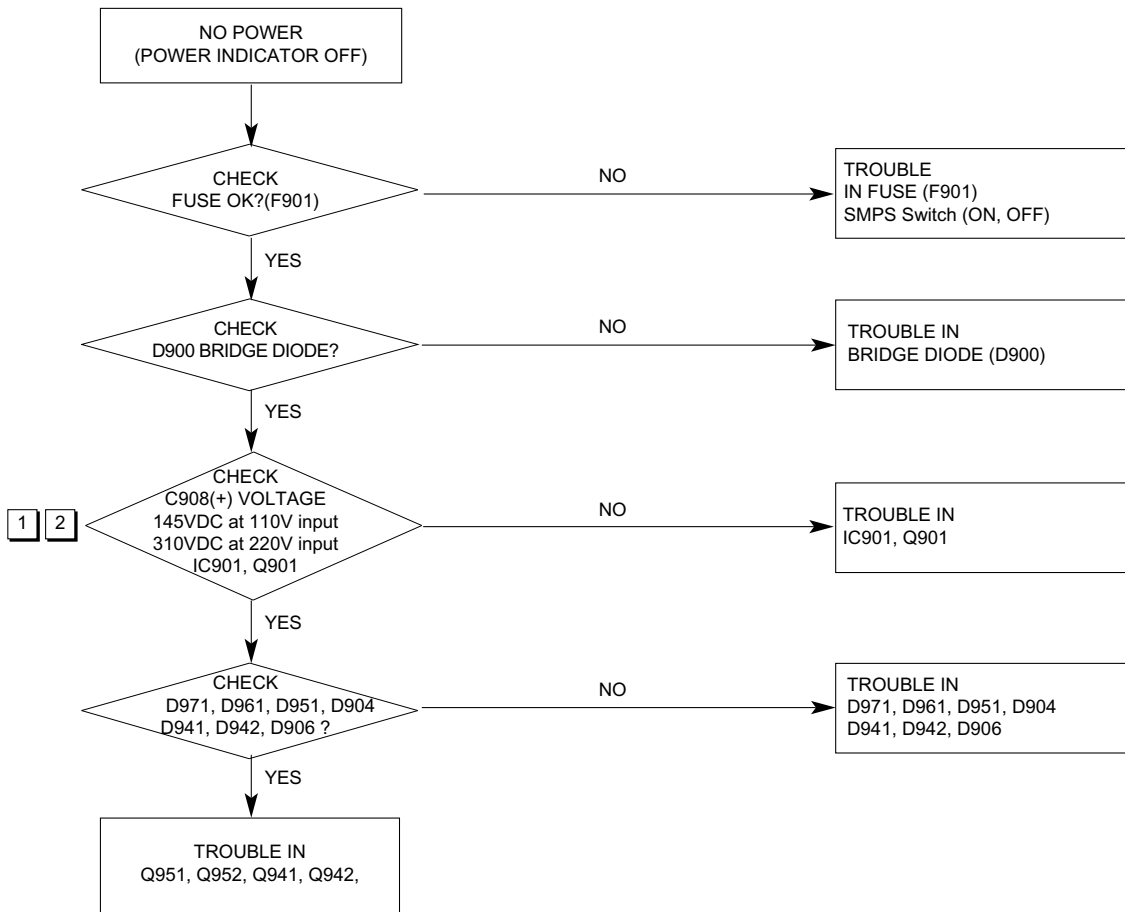 NO POWER
(POWER INDICATOR OFF)
CHECK
FUSE OK?(F901)
NO
TROUBLE
IN FUSE (F901)
SMPS Switch (ON, OFF)
YES
CHECK
D900 BRIDGE DIODE?
NO
TROUBLE IN
BRIDGE DIODE (D900)
YES
1 2
CHECK
C908(+) VOLTAGE
145VDC at 110V input
310VDC at 220V input
IC901, Q901
NO
TROUBLE IN
IC901, Q901
YES
CHECK
D971, D961, D951, D904
D941, D942, D906 ?
NO
TROUBLE IN
D971, D961, D951, D904
D941, D942, D906
YES
TROUBLE IN
Q951, Q952, Q941, Q942,